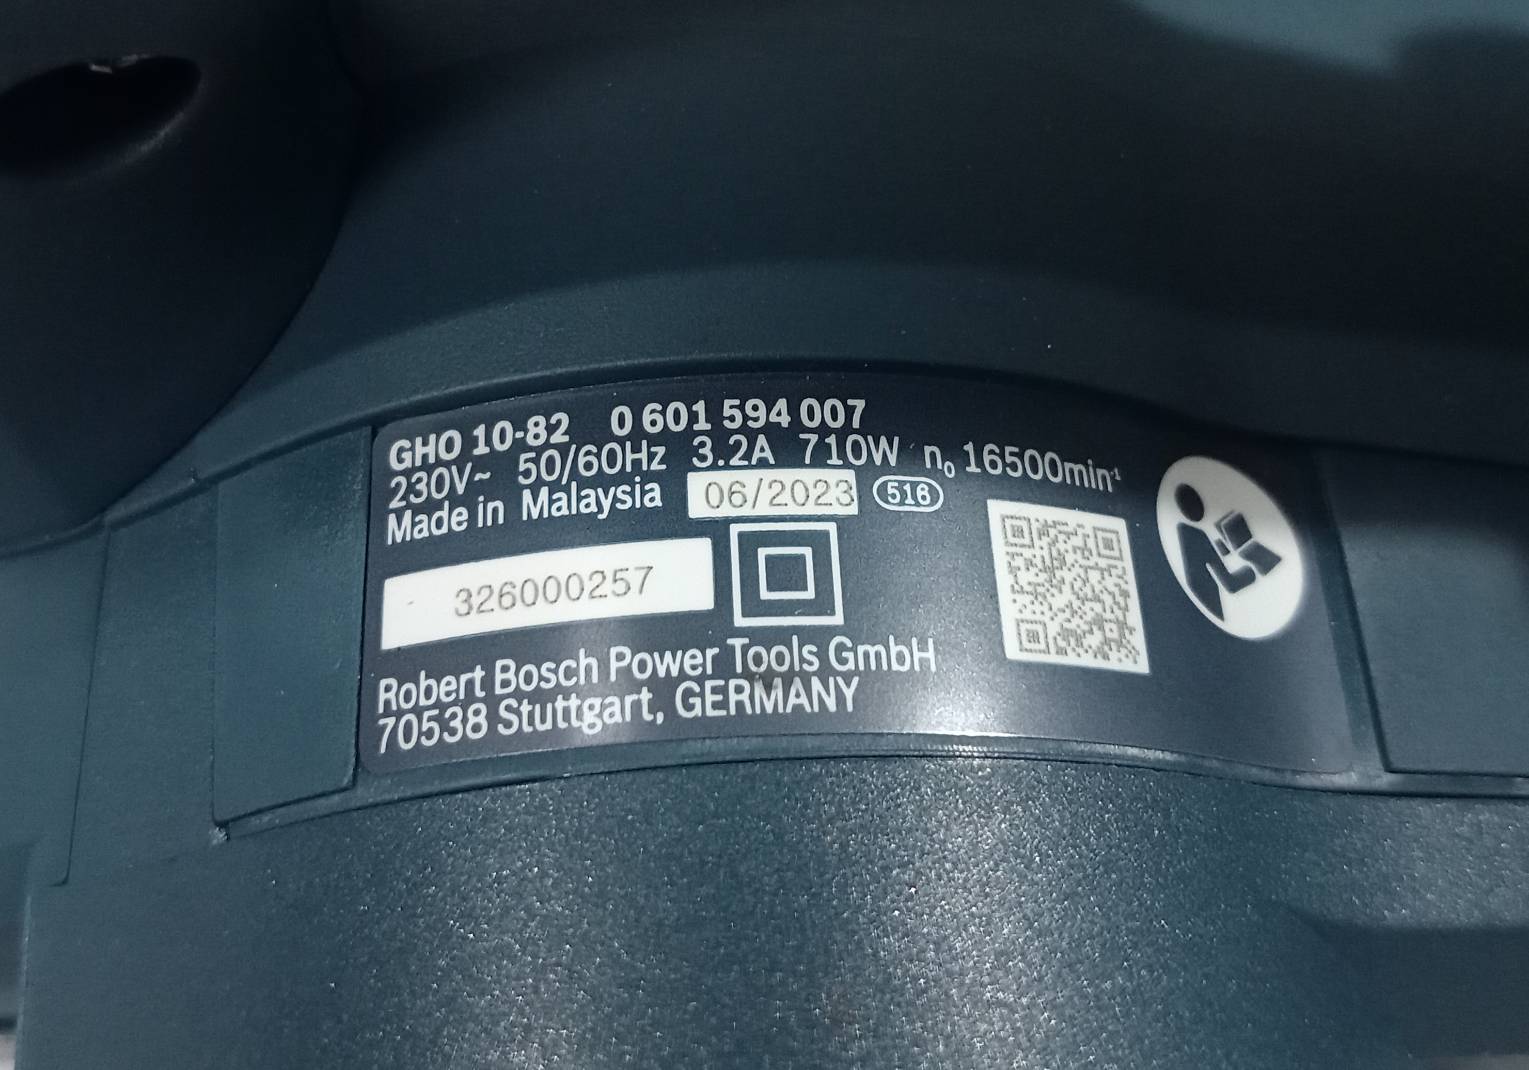 GHO 10-82 0 601 594 007
230V~ 50/60Hz 3.2A 710W n₀ 16500min⁻¹
Made in Malaysia 06/2023 516
326000257
Robert Bosch Power Tools GmbH
70538 Stuttgart, GERMANY